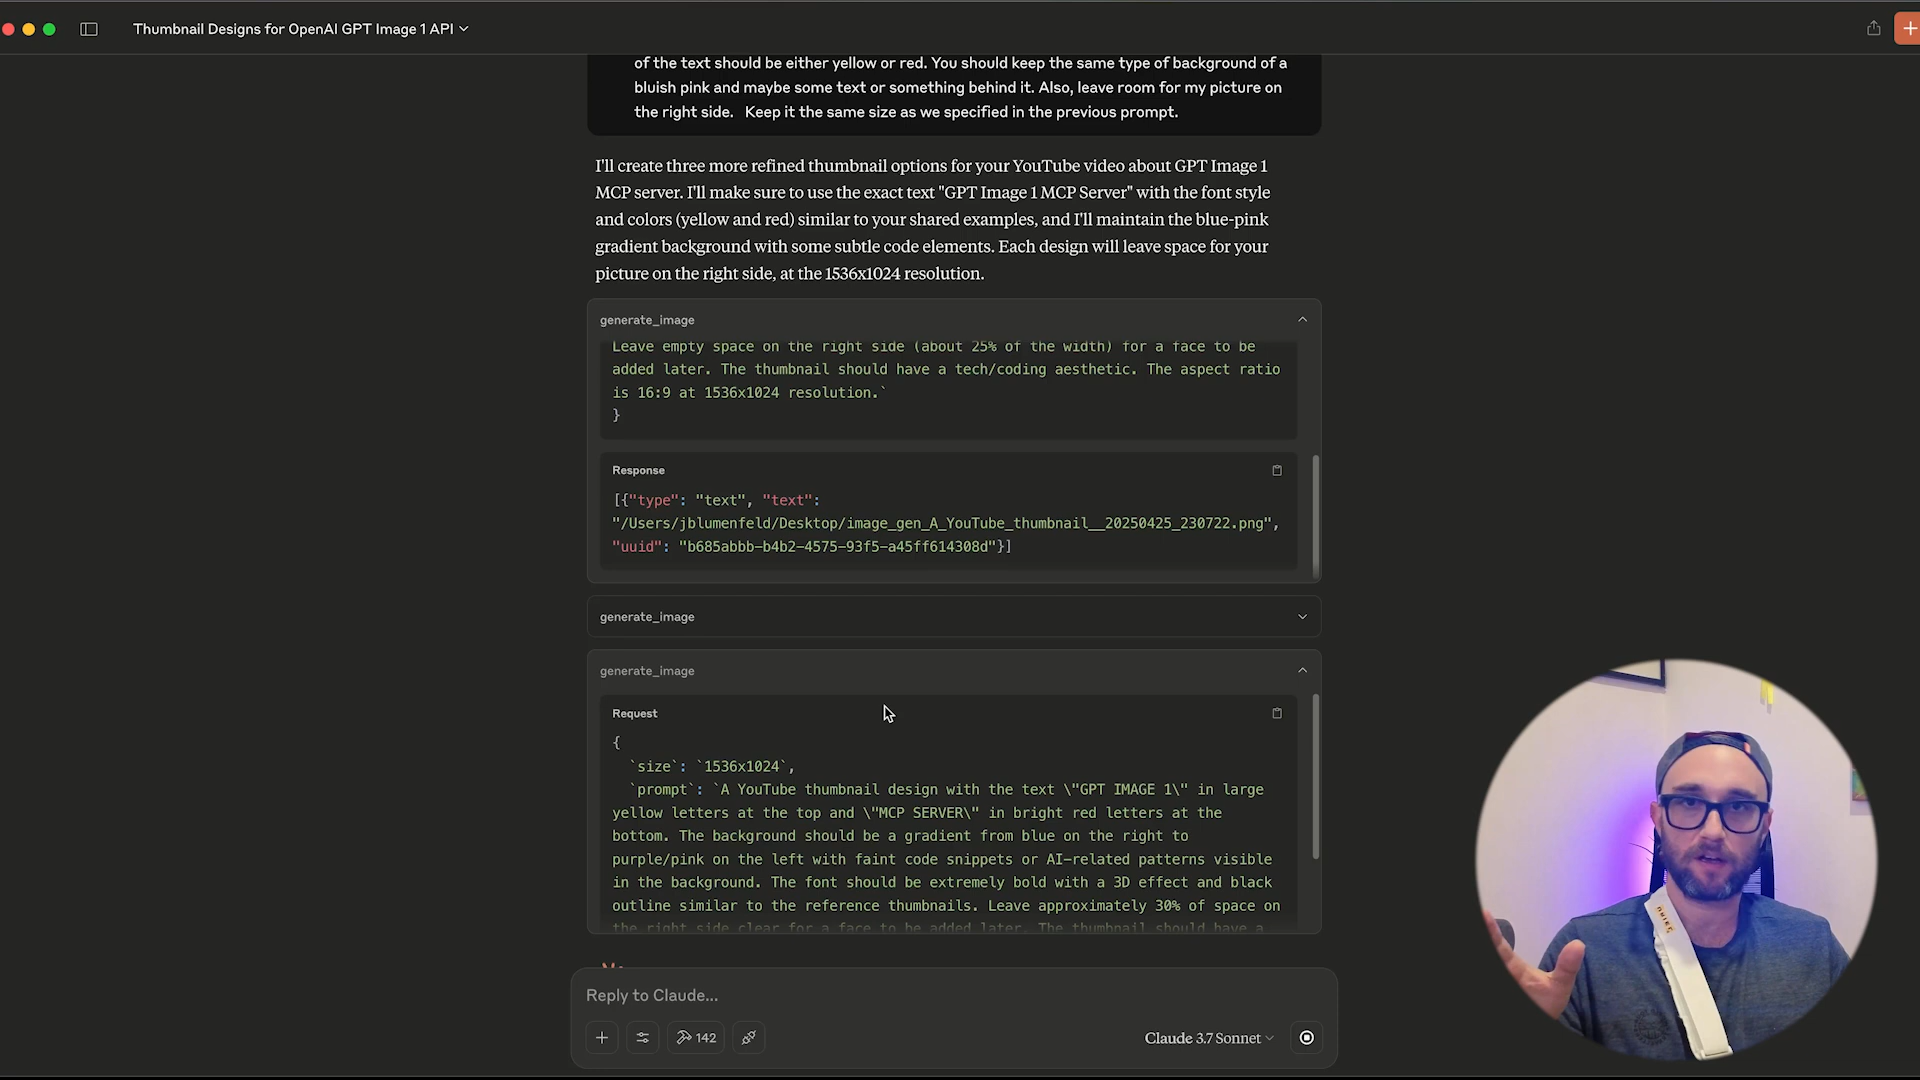 Thumbnail Designs for OpenAI GPT Image 1 API
of the text should be either yellow or red. You should keep the same type of background of a
bluish pink and maybe some text or something behind it. Also, leave room for my picture on
the right side.   Keep it the same size as we specified in the previous prompt.
I'll create three more refined thumbnail options for your YouTube video about GPT Image 1
MCP server. I'll make sure to use the exact text "GPT Image 1 MCP Server" with the font style
and colors (yellow and red) similar to your shared examples, and I'll maintain the blue-pink
gradient background with some subtle code elements. Each design will leave space for your
picture on the right side, at the 1536x1024 resolution.
generate_image
Leave empty space on the right side (about 25% of the width) for a face to be
added later. The thumbnail should have a tech/coding aesthetic. The aspect ratio
is 16:9 at 1536x1024 resolution.`
}
Response
[{"type": "text", "text":
"/Users/jblumenfeld/Desktop/image_gen_A_YouTube_thumbnail__20250425_230722.png",
"uuid": "b685abbb-b4b2-4575-93f5-a45ff614308d"}]
generate_image
generate_image
Request
{
`size`: `1536x1024`,
`prompt`: `A YouTube thumbnail design with the text \"GPT IMAGE 1\" in large
yellow letters at the top and \"MCP SERVER\" in bright red letters at the
bottom. The background should be a gradient from blue on the right to
purple/pink on the left with faint code snippets or AI-related patterns visible
in the background. The font should be extremely bold with a 3D effect and black
outline similar to the reference thumbnails. Leave approximately 30% of space on
the right side clear for a face to be added later. The thumbnail should have a
Reply to Claude...
142
Claude 3.7 Sonnet